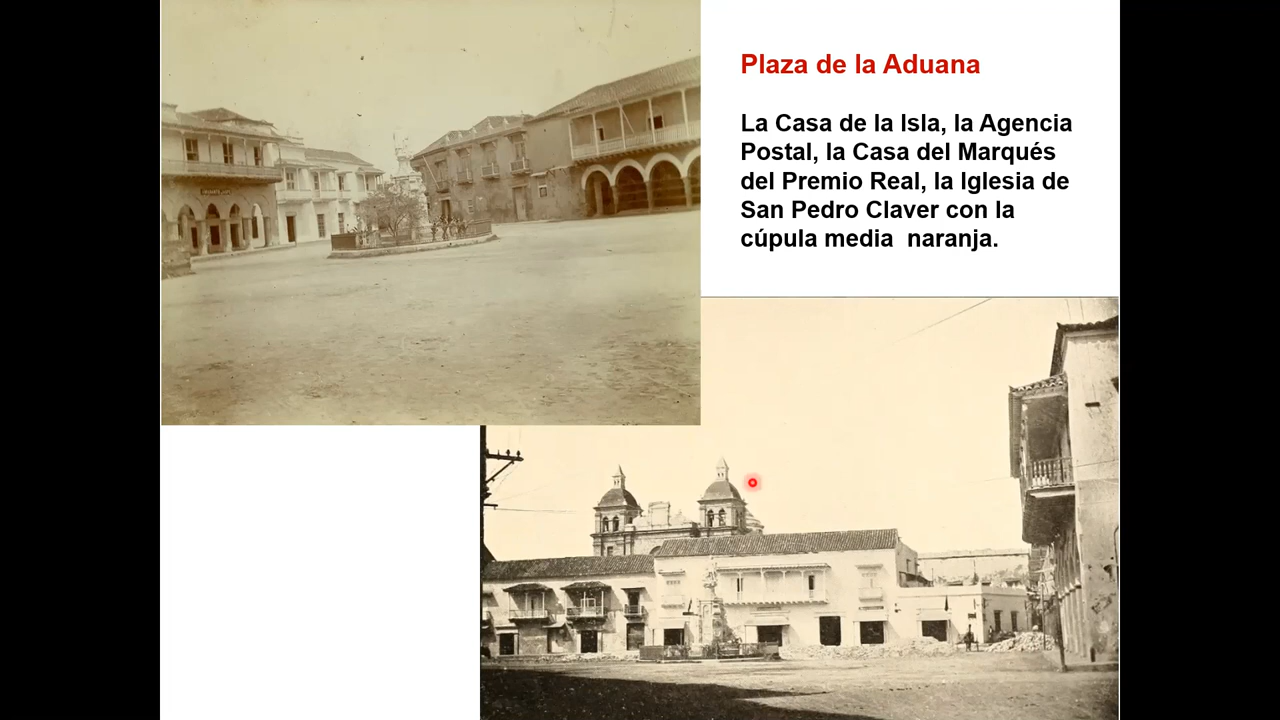 Plaza de la Aduana
La Casa de la Isla, la Agencia
Postal, la Casa del Marqués
del Premio Real, la Iglesia de
San Pedro Claver con la
cúpula media  naranja.